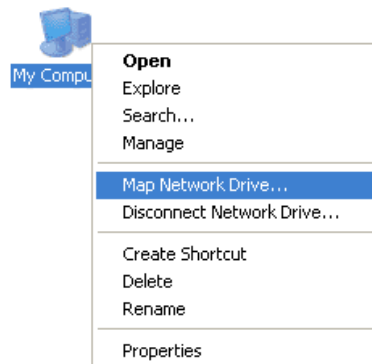 My Compu
Open
Explore
Search...
Manage
Map Network Drive...
Disconnect Network Drive...
Create Shortcut
Delete
Rename
Properties